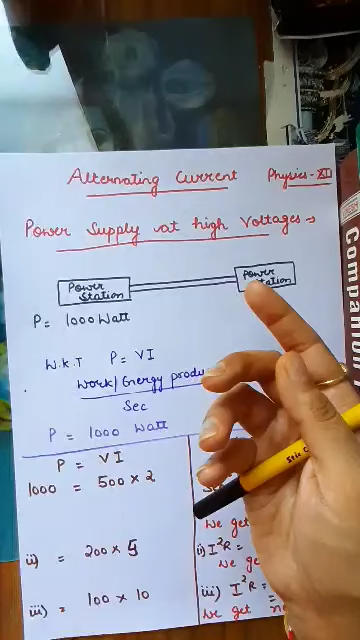 Alternating Current Physics-XII
Power Supply at high Voltages →
Power Station
Power Station
P = 1000 Watt
W.K.T P = VI
Work/Energy
Sec
P = 1000 Watt
P = VI
1000 = 500 x 2
We get
ii) = 200 x 5
ii) I²R =
We ge
iii) = 100 x 10
iii) I²R =
We get